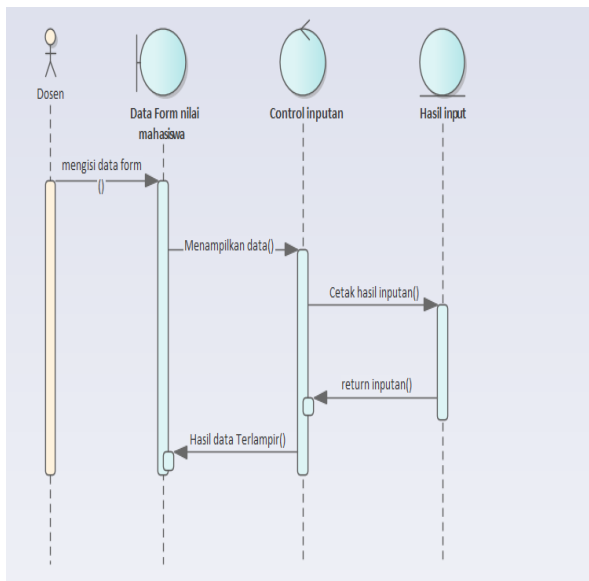 Dosen
Data Form nilai
mahasiswa
Control inputan
Hasil input
mengisi data form
()
Menampilkan data()
Cetak hasil inputan()
return inputan()
Hasil data Terlampir()